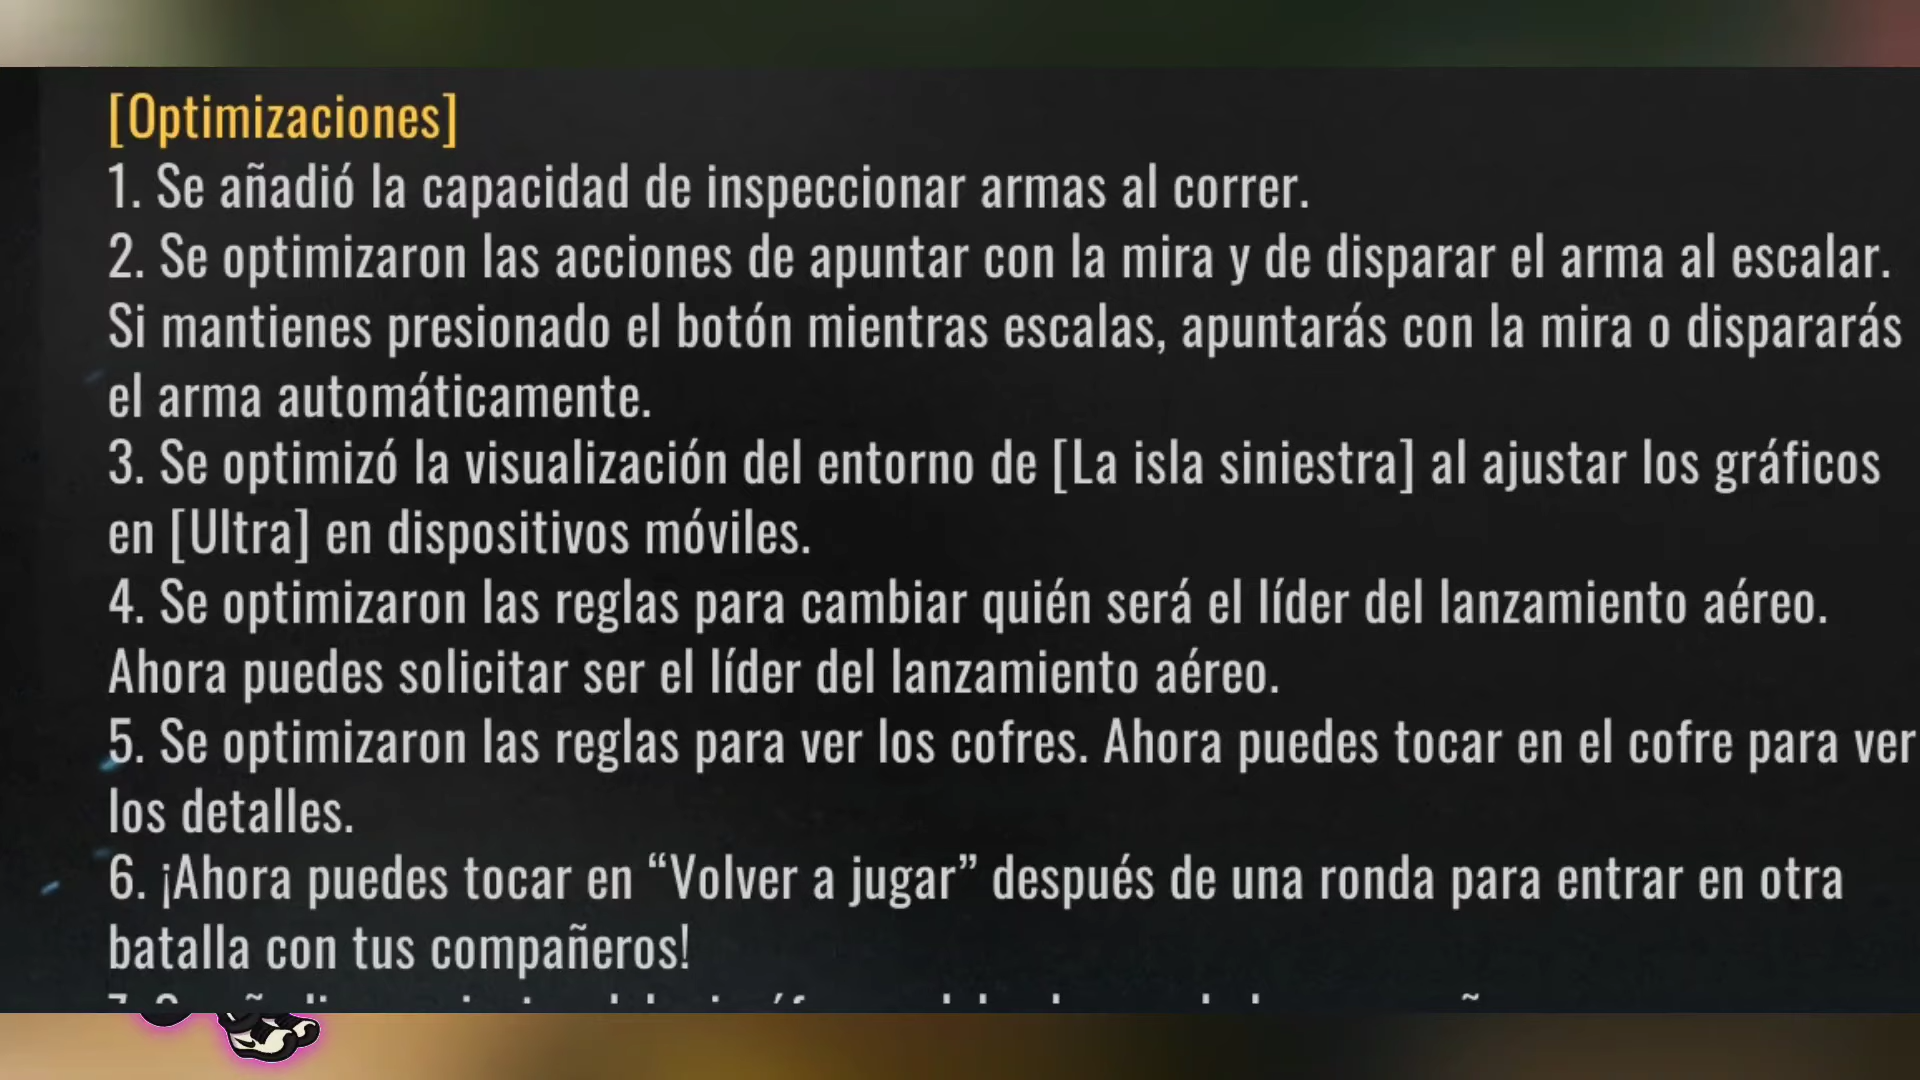 [Optimizaciones]
1. Se añadió la capacidad de inspeccionar armas al correr.
2. Se optimizaron las acciones de apuntar con la mira y de disparar el arma al escalar.
Si mantienes presionado el botón mientras escalas, apuntarás con la mira o dispararás
el arma automáticamente.
3. Se optimizó la visualización del entorno de [La isla siniestra] al ajustar los gráficos
en [Ultra] en dispositivos móviles.
4. Se optimizaron las reglas para cambiar quién será el líder del lanzamiento aéreo.
Ahora puedes solicitar ser el líder del lanzamiento aéreo.
5. Se optimizaron las reglas para ver los cofres. Ahora puedes tocar en el cofre para ver
los detalles.
6. ¡Ahora puedes tocar en “Volver a jugar” después de una ronda para entrar en otra
batalla con tus compañeros!